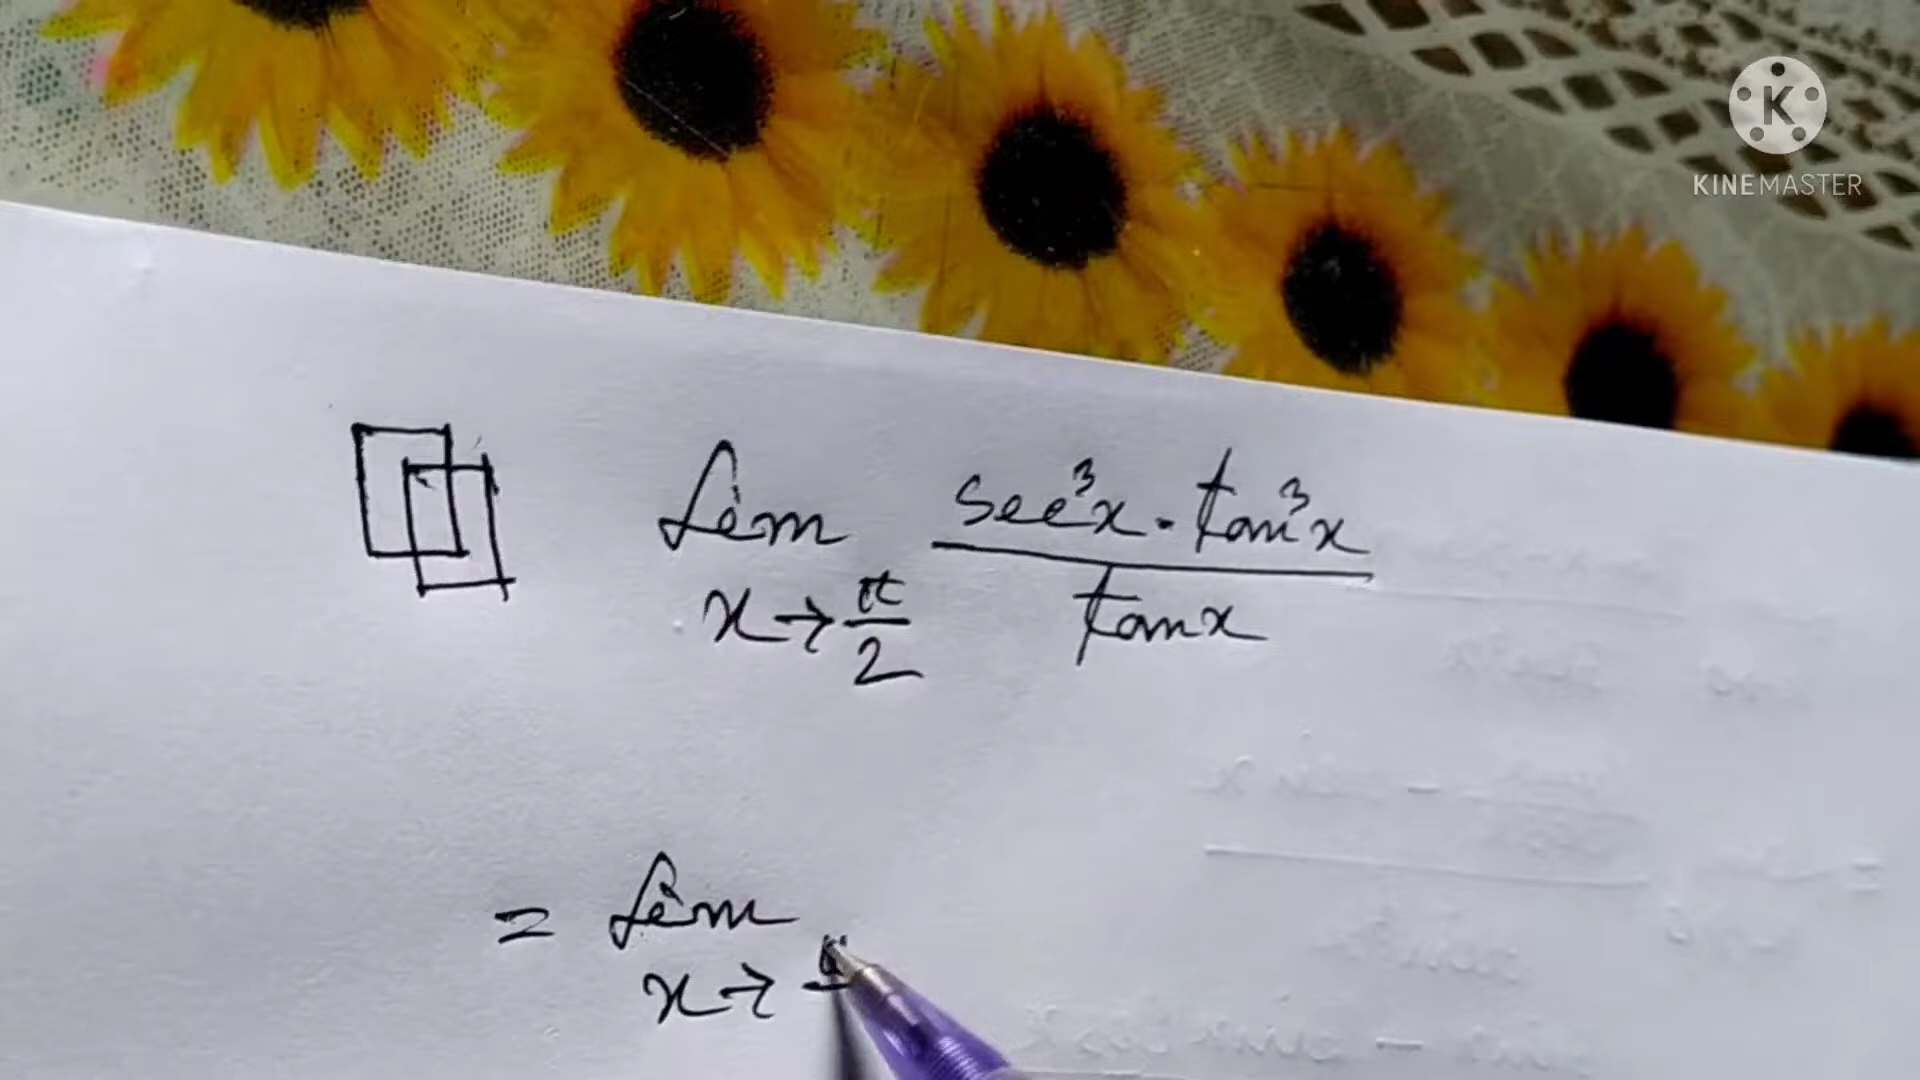 K
KINEMASTER
Lim sec³x - tan³x
x→π/2 tanx
= Lim
x→